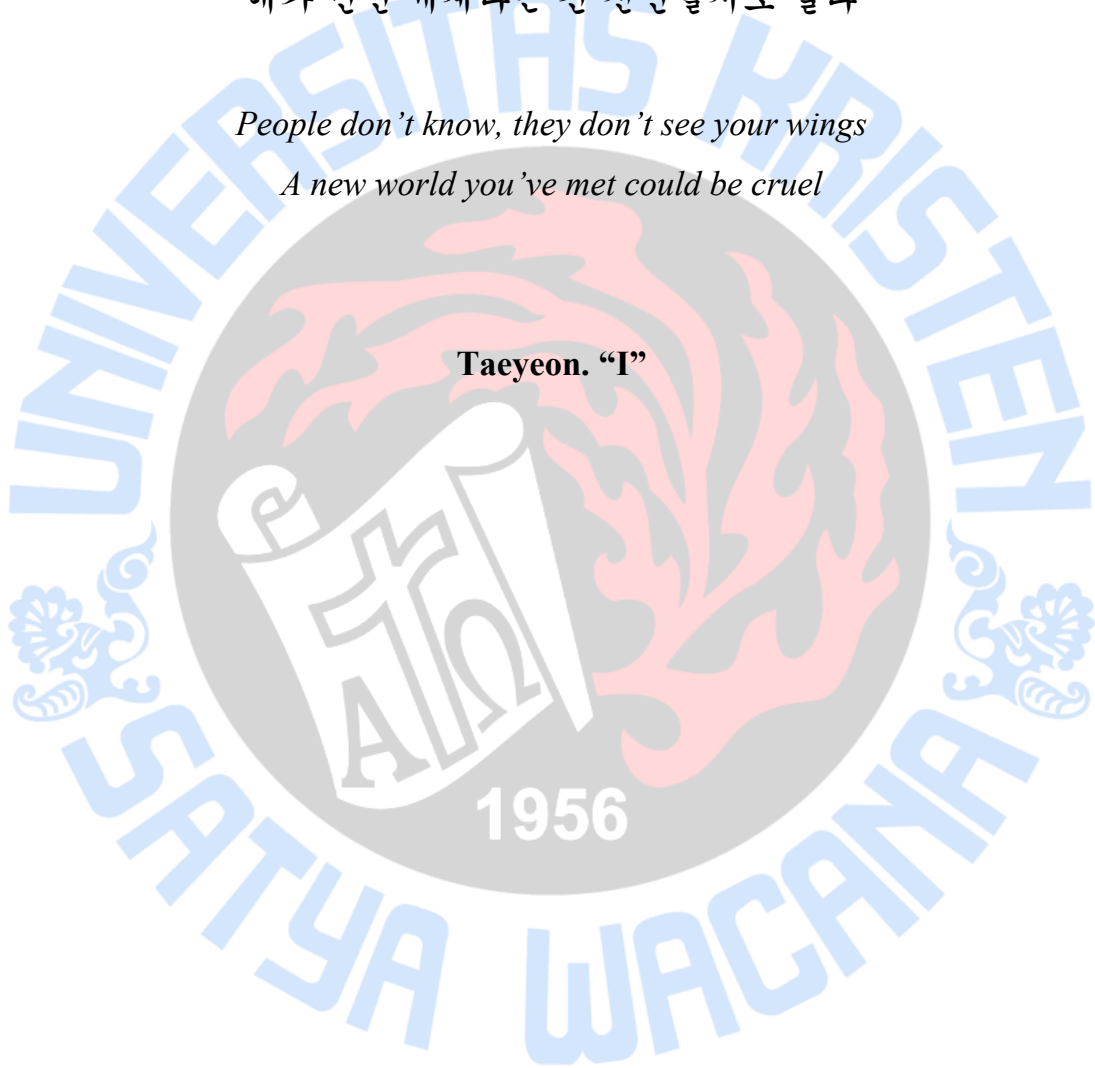 People don’t know, they don’t see your wings
A new world you’ve met could be cruel
Taeyeon. “I”
UNIVERSITAS KRISTEN
SATYA WACANA
1956